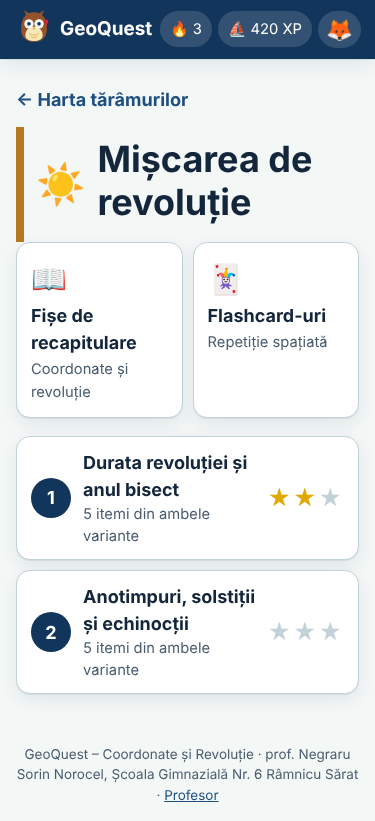 GeoQuest
3
420 XP
← Harta tărâmurilor
Mișcarea de
revoluție
Fișe de
recapitulare
Coordonate și
revoluție
Flashcard-uri
Repetiție spațiată
1
Durata revoluției și
anul bisect
5 itemi din ambele
variante
2
Anotimpuri, solstiții
și echinocții
5 itemi din ambele
variante
GeoQuest – Coordonate și Revoluție · prof. Negraru
Sorin Norocel, Școala Gimnazială Nr. 6 Râmnicu Sărat
· Profesor